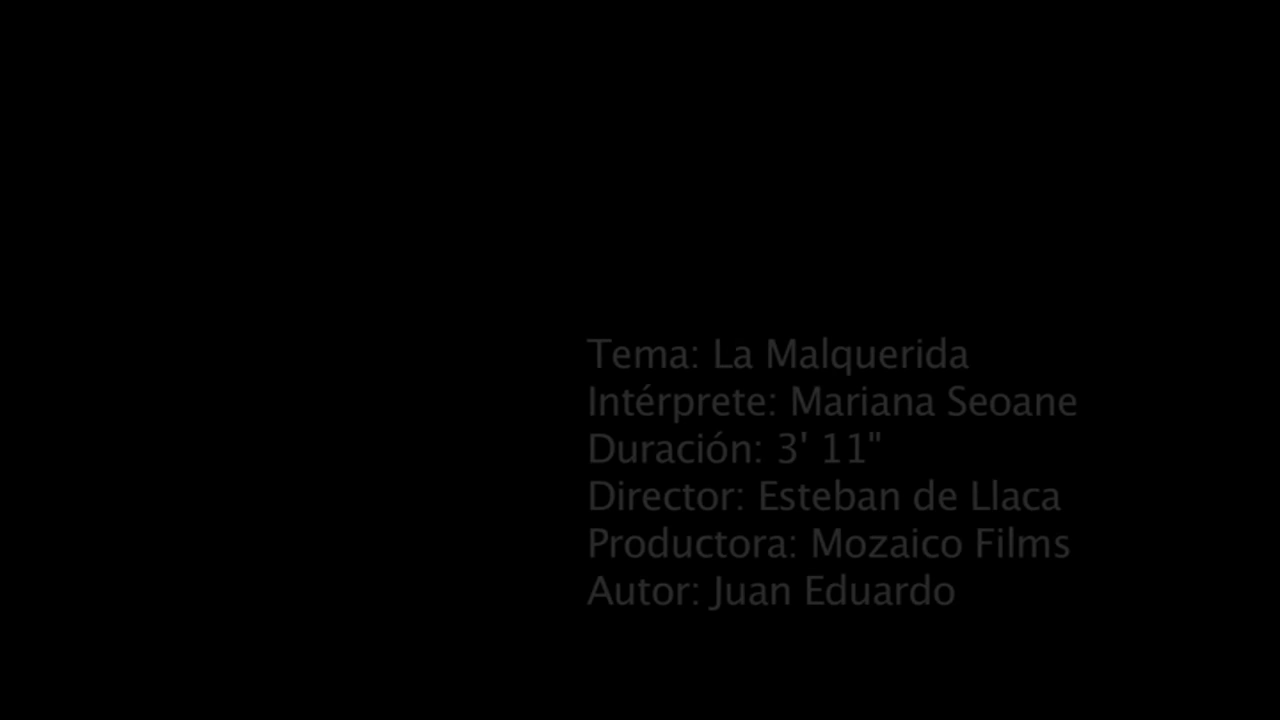 Tema: La Malquerida
Intérprete: Mariana Seoane
Duración: 3' 11"
Director: Esteban de Llaca
Productora: Mozaico Films
Autor: Juan Eduardo